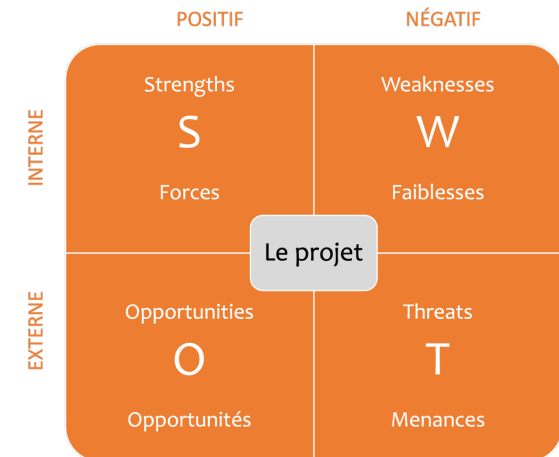 POSITIF
NÉGATIF
INTERNE
Strengths
S
Forces
Weaknesses
W
Faiblesses
Le projet
EXTERNE
Opportunities
O
Opportunités
Threats
T
Menances